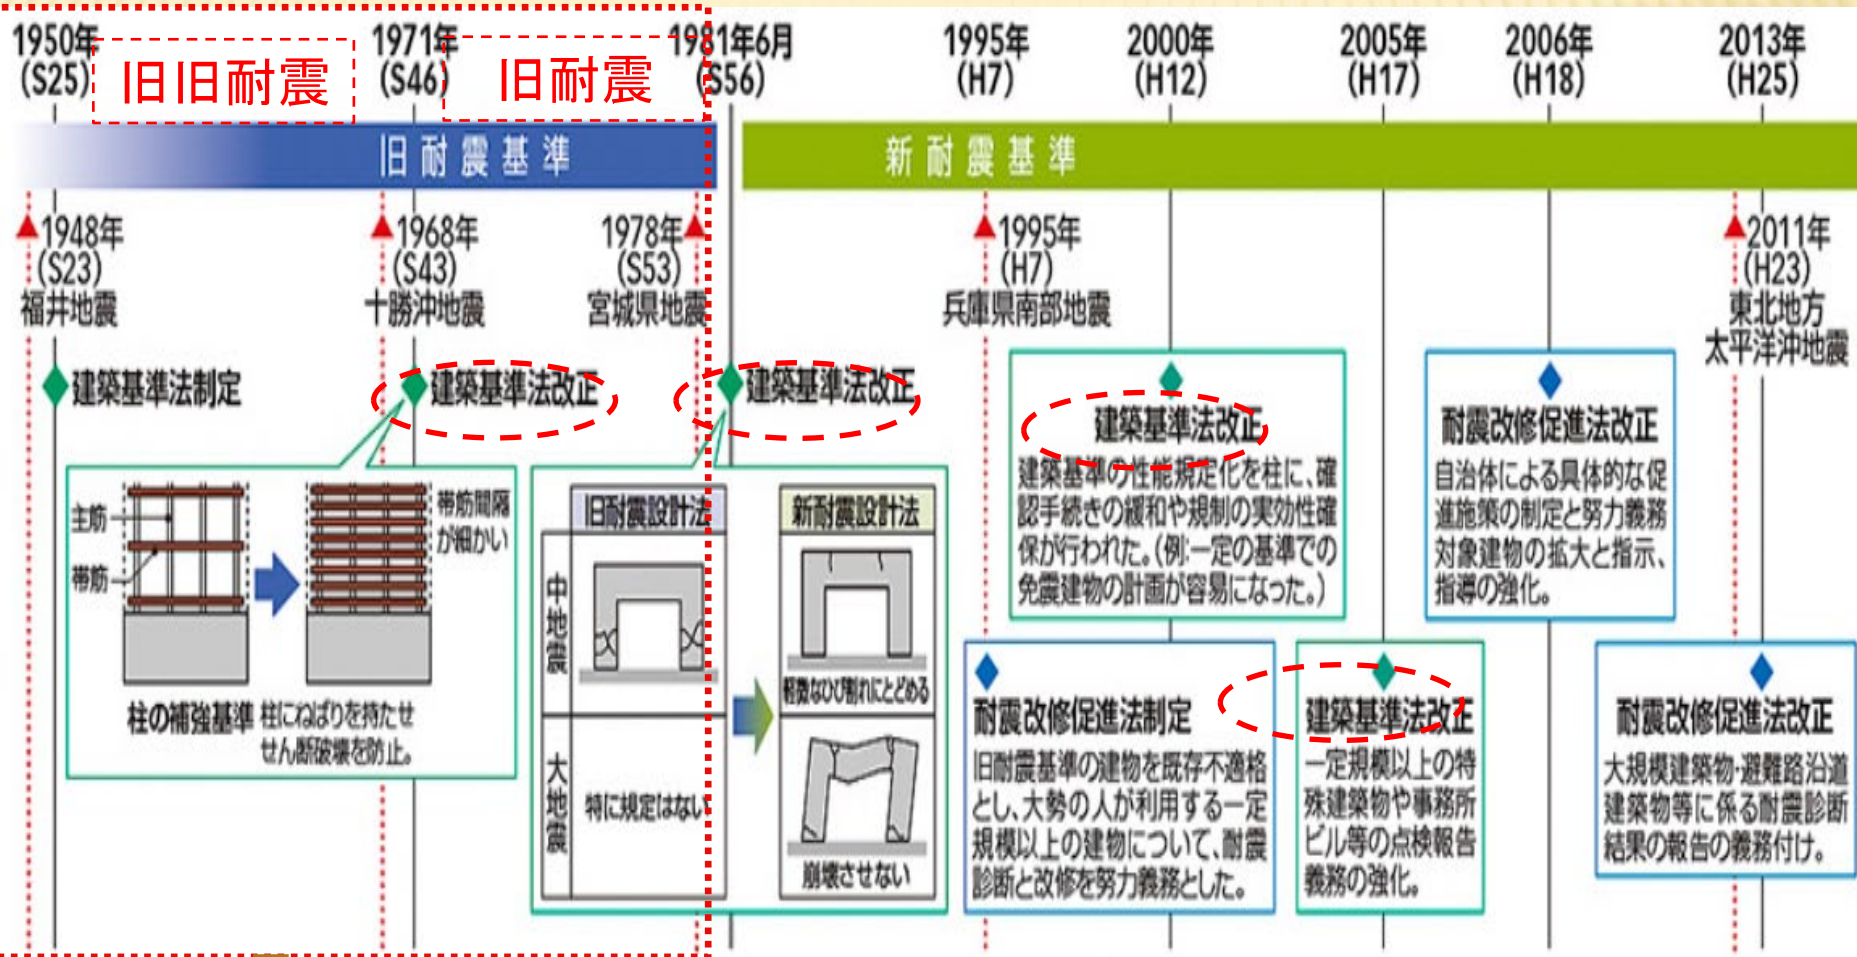 1950年
(S25)
旧旧耐震
1971年
(S46)
旧耐震
1981年6月
(S56)
1995年
(H7)
2000年
(H12)
2005年
(H17)
2006年
(H18)
2013年
(H25)
旧耐震基準
新耐震基準
1948年
(S23)
福井地震
1968年
(S43)
十勝沖地震
1978年
(S53)
宮城県地震
1995年
(H7)
兵庫県南部地震
2011年
(H23)
東北地方
太平洋沖地震
建築基準法制定
建築基準法改正
建築基準法改正
主筋
帯筋
帯筋間隔
が細かい
柱の補強基準
柱にねばりを持たせ
せん断破壊を防止。
旧耐震設計法
新耐震設計法
中地震
軽微なひび割れにとどめる
大地震
特に規定はない
崩壊させない
建築基準法改正
建築基準の性能規定化を柱に、確
認手続きの緩和や規制の実効性確
保が行われた。(例:一定の基準での
免震建物の計画が容易になった。)
耐震改修促進法改正
自治体による具体的な促
進施策の制定と努力義務
対象建物の拡大と指示、
指導の強化。
耐震改修促進法制定
旧耐震基準の建物を既存不適格
とし、大勢の人が利用する一定
規模以上の建物について、耐震
診断と改修を努力義務とした。
建築基準法改正
一定規模以上の特
殊建築物や事務所
ビル等の点検報告
義務の強化。
耐震改修促進法改正
大規模建築物・避難路沿道
建築物等に係る耐震診断
結果の報告の義務付け。